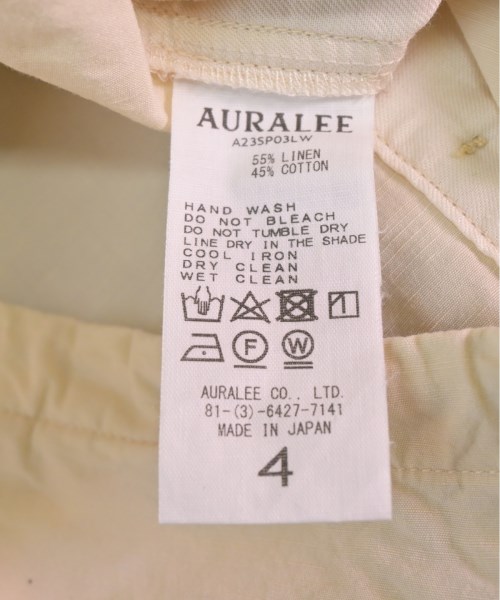 AURALEE
A23SP03LW
55% LINEN
45% COTTON
HAND WASH
DO NOT BLEACH
DO NOT TUMBLE DRY
LINE DRY IN THE SHADE
COOL IRON
DRY CLEAN
WET CLEAN
F W
AURALEE CO., LTD.
81-(3)-6427-7141
MADE IN JAPAN
4